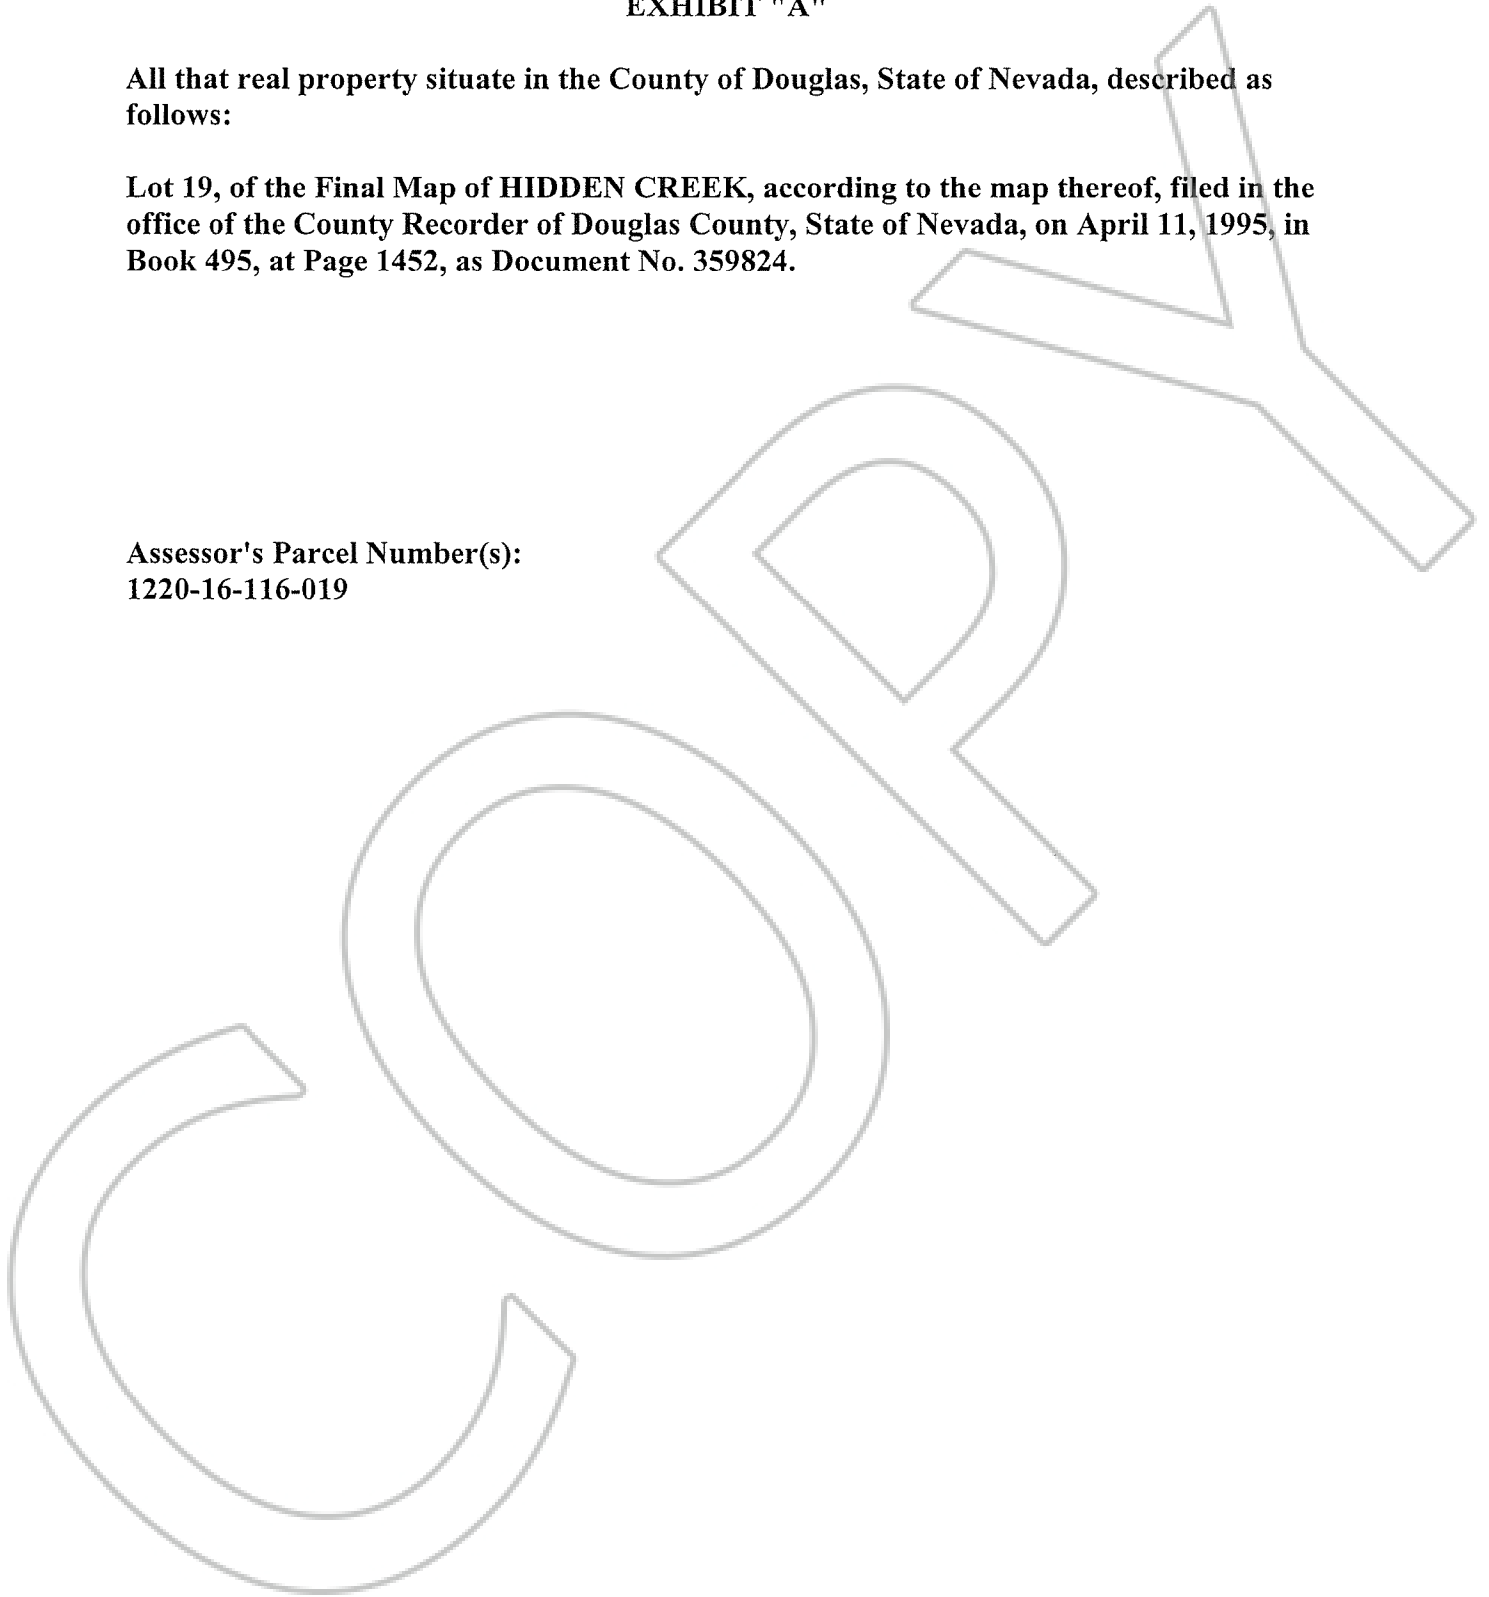 EXHIBIT "A"
All that real property situate in the County of Douglas, State of Nevada, described as
follows:
Lot 19, of the Final Map of HIDDEN CREEK, according to the map thereof, filed in the
office of the County Recorder of Douglas County, State of Nevada, on April 11, 1995, in
Book 495, at Page 1452, as Document No. 359824.
Assessor's Parcel Number(s):
1220-16-116-019
COPY